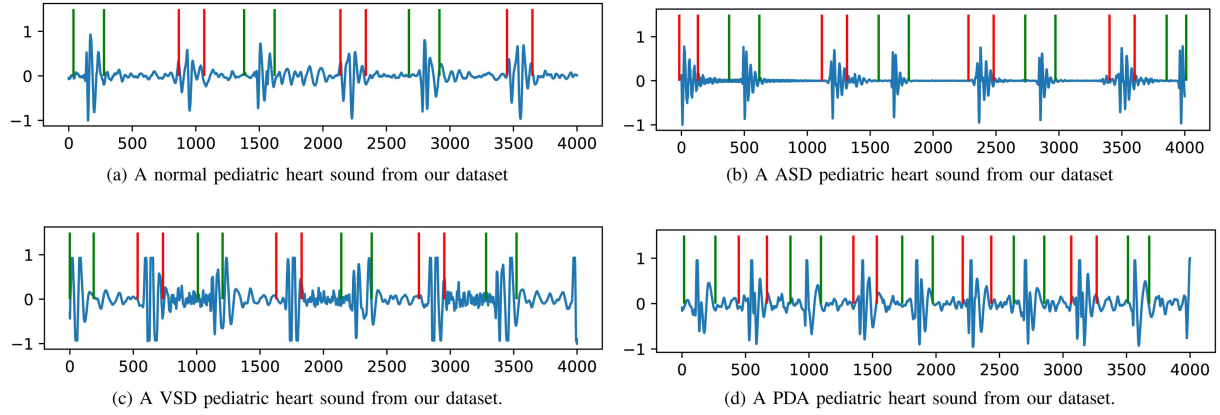 1
0
−1
0 500 1000 1500 2000 2500 3000 3500 4000
(a) A normal pediatric heart sound from our dataset
1
0
−1
0 500 1000 1500 2000 2500 3000 3500 4000
(b) A ASD pediatric heart sound from our dataset
1
0
−1
0 500 1000 1500 2000 2500 3000 3500 4000
(c) A VSD pediatric heart sound from our dataset.
1
0
−1
0 500 1000 1500 2000 2500 3000 3500 4000
(d) A PDA pediatric heart sound from our dataset.